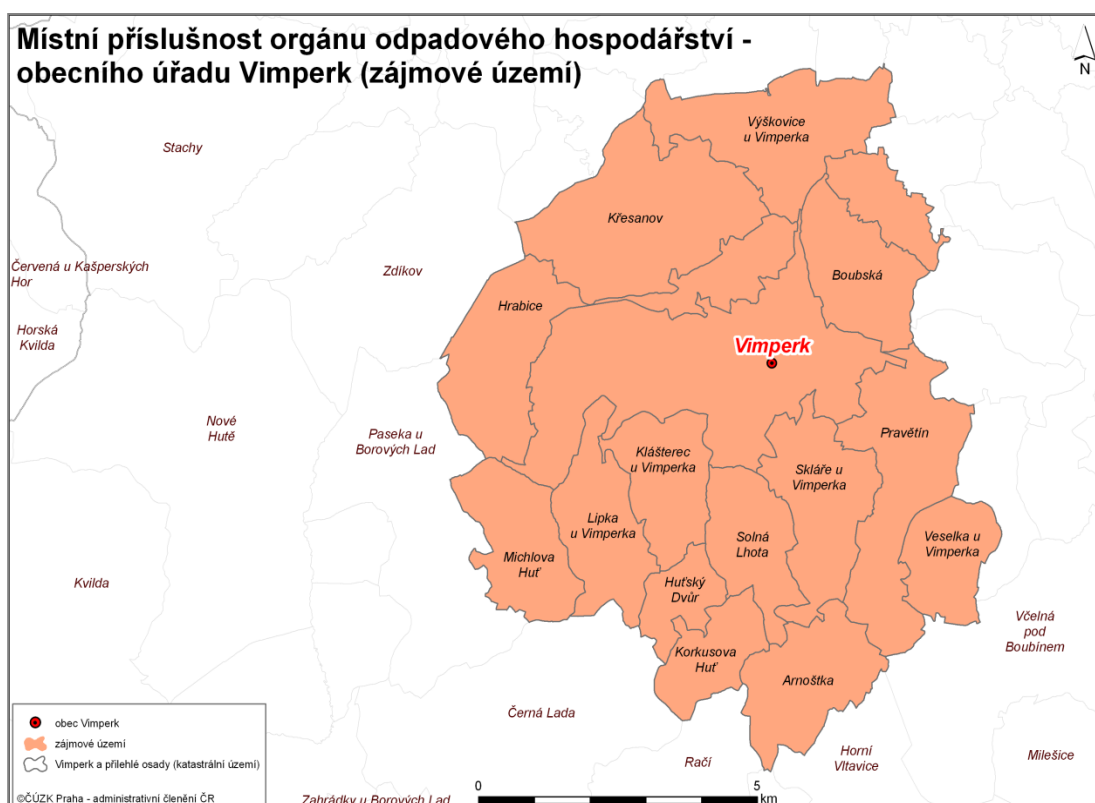 Místní příslušnost orgánu odpadového hospodářství -
obecního úřadu Vimperk (zájmové území)
N
Výškovice
u Vimperka
Stachy
Křesanov
Červená u Kašperských
Hor
Zdíkov
Boubská
Hrabice
Horská
Kvilda
Vimperk
Nové
Hutě
Paseka u
Borových Lad
Pravětín
Klášterec
u Vimperka
Skláře u
Vimperka
Lipka
u Vimperka
Solná
Lhota
Veselka u
Vimperka
Michlova
Huť
Kvilda
Huťský
Dvůr
Včelná
pod
Boubínem
Korkusova
Huť
Arnoštka
Černá Lada
Račí
Horní
Vltavice
Milešice
obec Vimperk
zájmové území
Vimperk a přilehlé osady (katastrální území)
©ČÚZK Praha - administrativní členění ČR
Zahrádky u Borových Lad
0
5
km